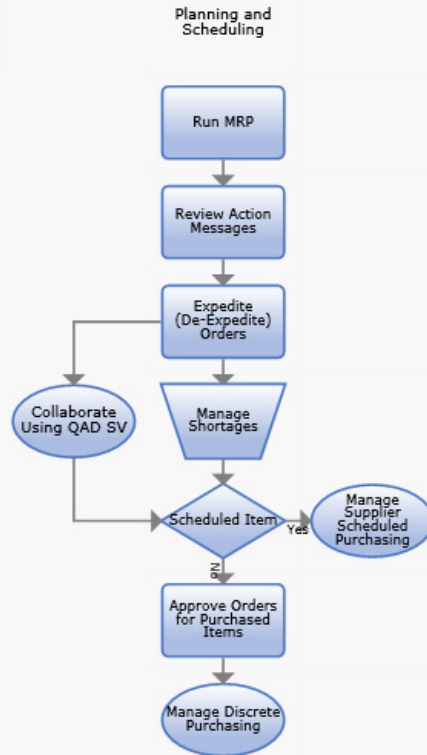 Planning and
Scheduling
Run MRP
Review Action
Messages
Expedite
(De-Expedite)
Orders
Collaborate
Using QAD SV
Manage
Shortages
Scheduled Item
Yes
Manage
Supplier
Scheduled
Purchasing
No
Approve Orders
for Purchased
Items
Manage Discrete
Purchasing